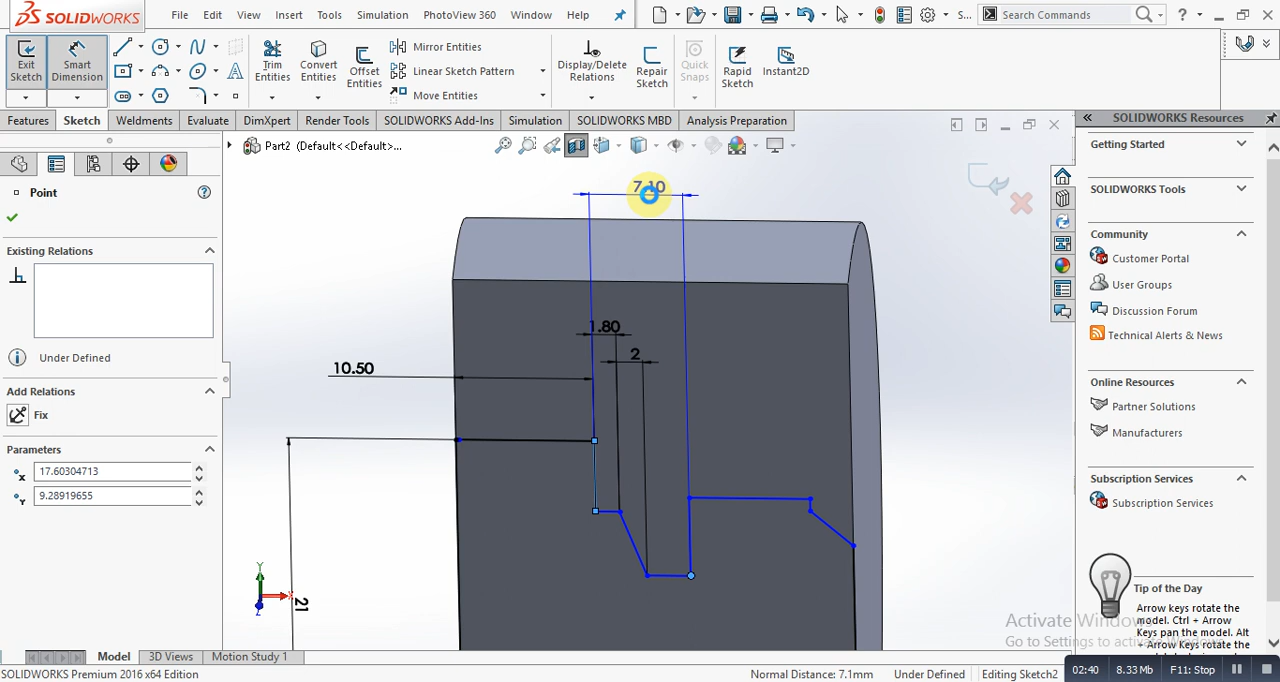 SOLIDWORKS
File Edit View Insert Tools Simulation PhotoView 360 Window Help
S...
Search Commands
Exit Sketch
Smart Dimension
Trim Entities
Convert Entities
Offset Entities
Mirror Entities
Linear Sketch Pattern
Move Entities
Display/Delete Relations
Repair Sketch
Quick Snaps
Rapid Sketch
Instant2D
Features Sketch Weldments Evaluate DimXpert Render Tools SOLIDWORKS Add-Ins Simulation SOLIDWORKS MBD Analysis Preparation
Part2 (Default<<Default>...
Point
Existing Relations
Under Defined
Add Relations
Fix
Parameters
17.60304713
9.28919655
7.10
1.80
2
10.50
21
Y
Z
SOLIDWORKS Resources
Getting Started
SOLIDWORKS Tools
Community
Customer Portal
User Groups
Discussion Forum
Technical Alerts & News
Online Resources
Partner Solutions
Manufacturers
Subscription Services
Subscription Services
Tip of the Day
Arrow keys rotate the
model. Ctrl + Arrow
Keys pan the model. Alt
+ Arrow Keys rotate the
Activate Windows
Go to Settings to activate
Model 3D Views Motion Study 1
SOLIDWORKS Premium 2016 x64 Edition
Normal Distance: 7.1mm Under Defined Editing Sketch2
02:40 8.33 Mb F11: Stop